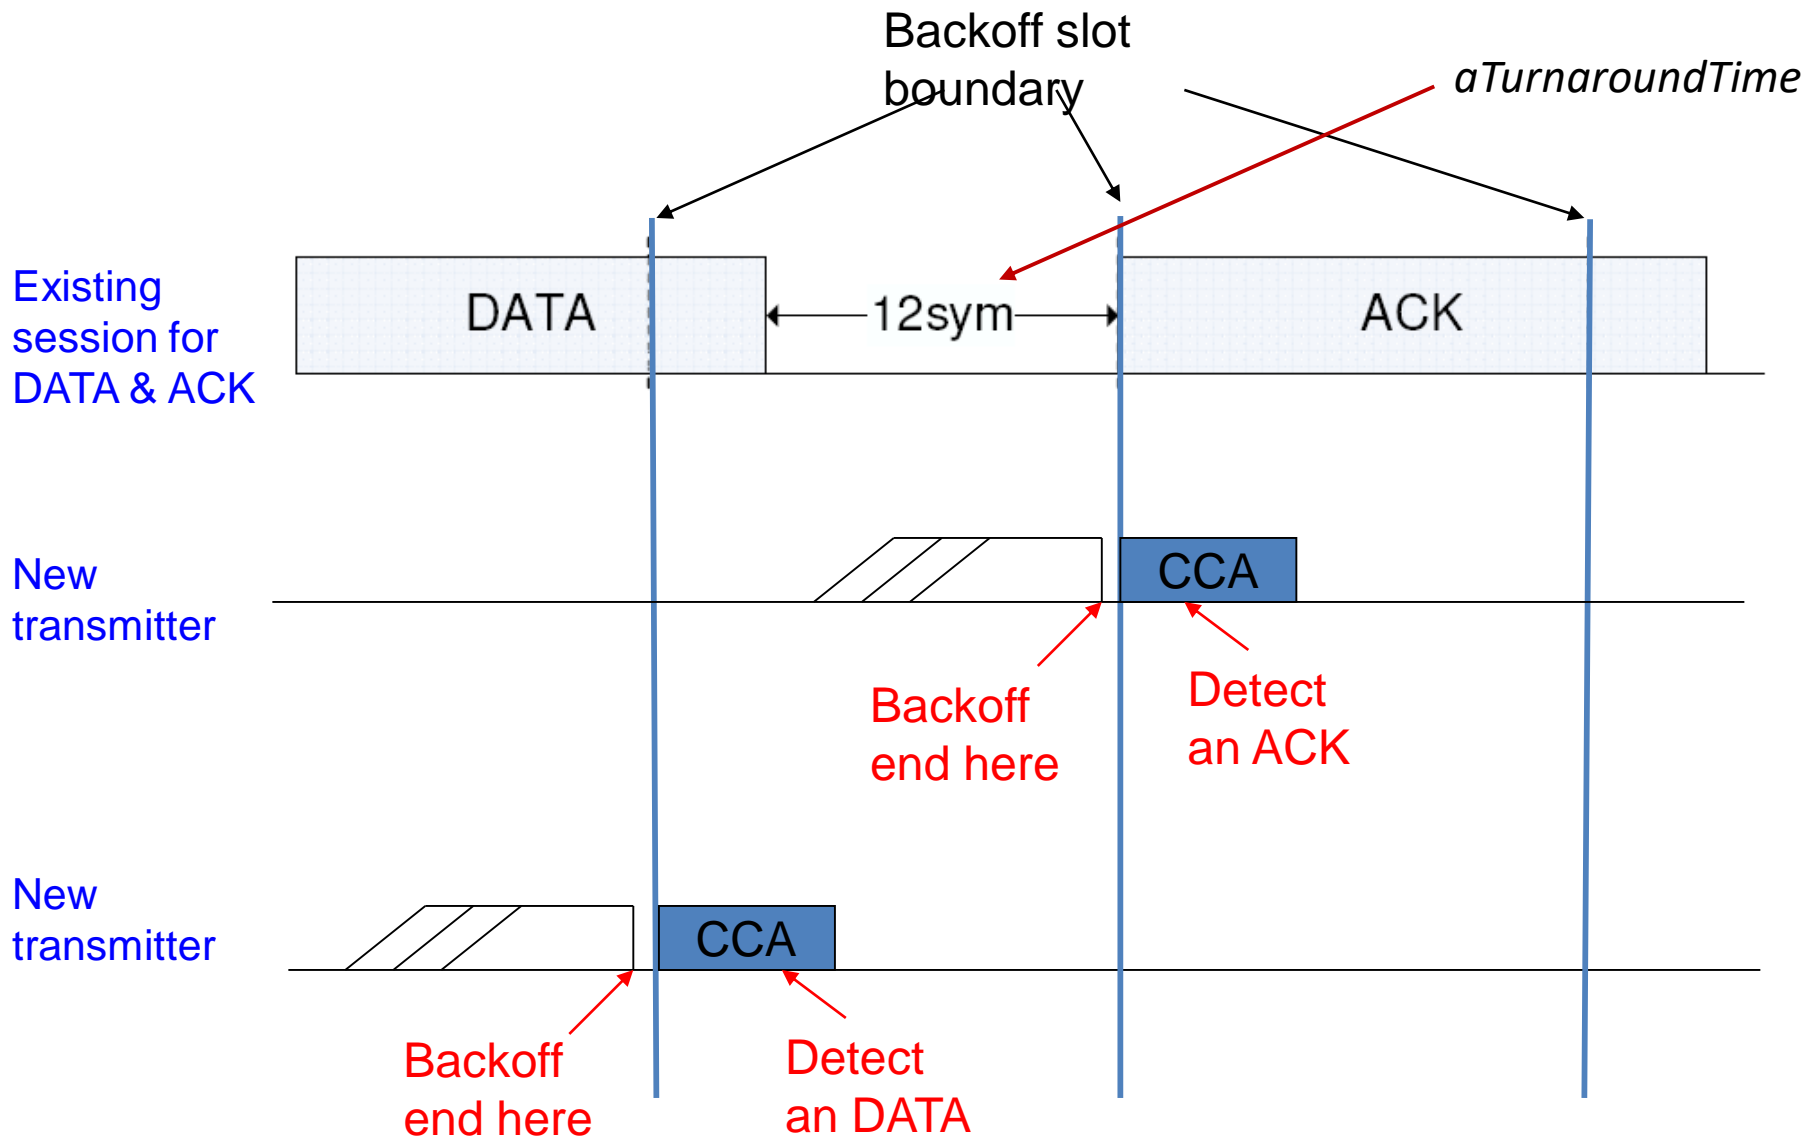 Backoff slot
boundary
aTurnaroundTime
Existing
session for
DATA & ACK
DATA
12sym
ACK
New
transmitter
CCA
Backoff
end here
Detect
an ACK
New
transmitter
CCA
Backoff
end here
Detect
an DATA